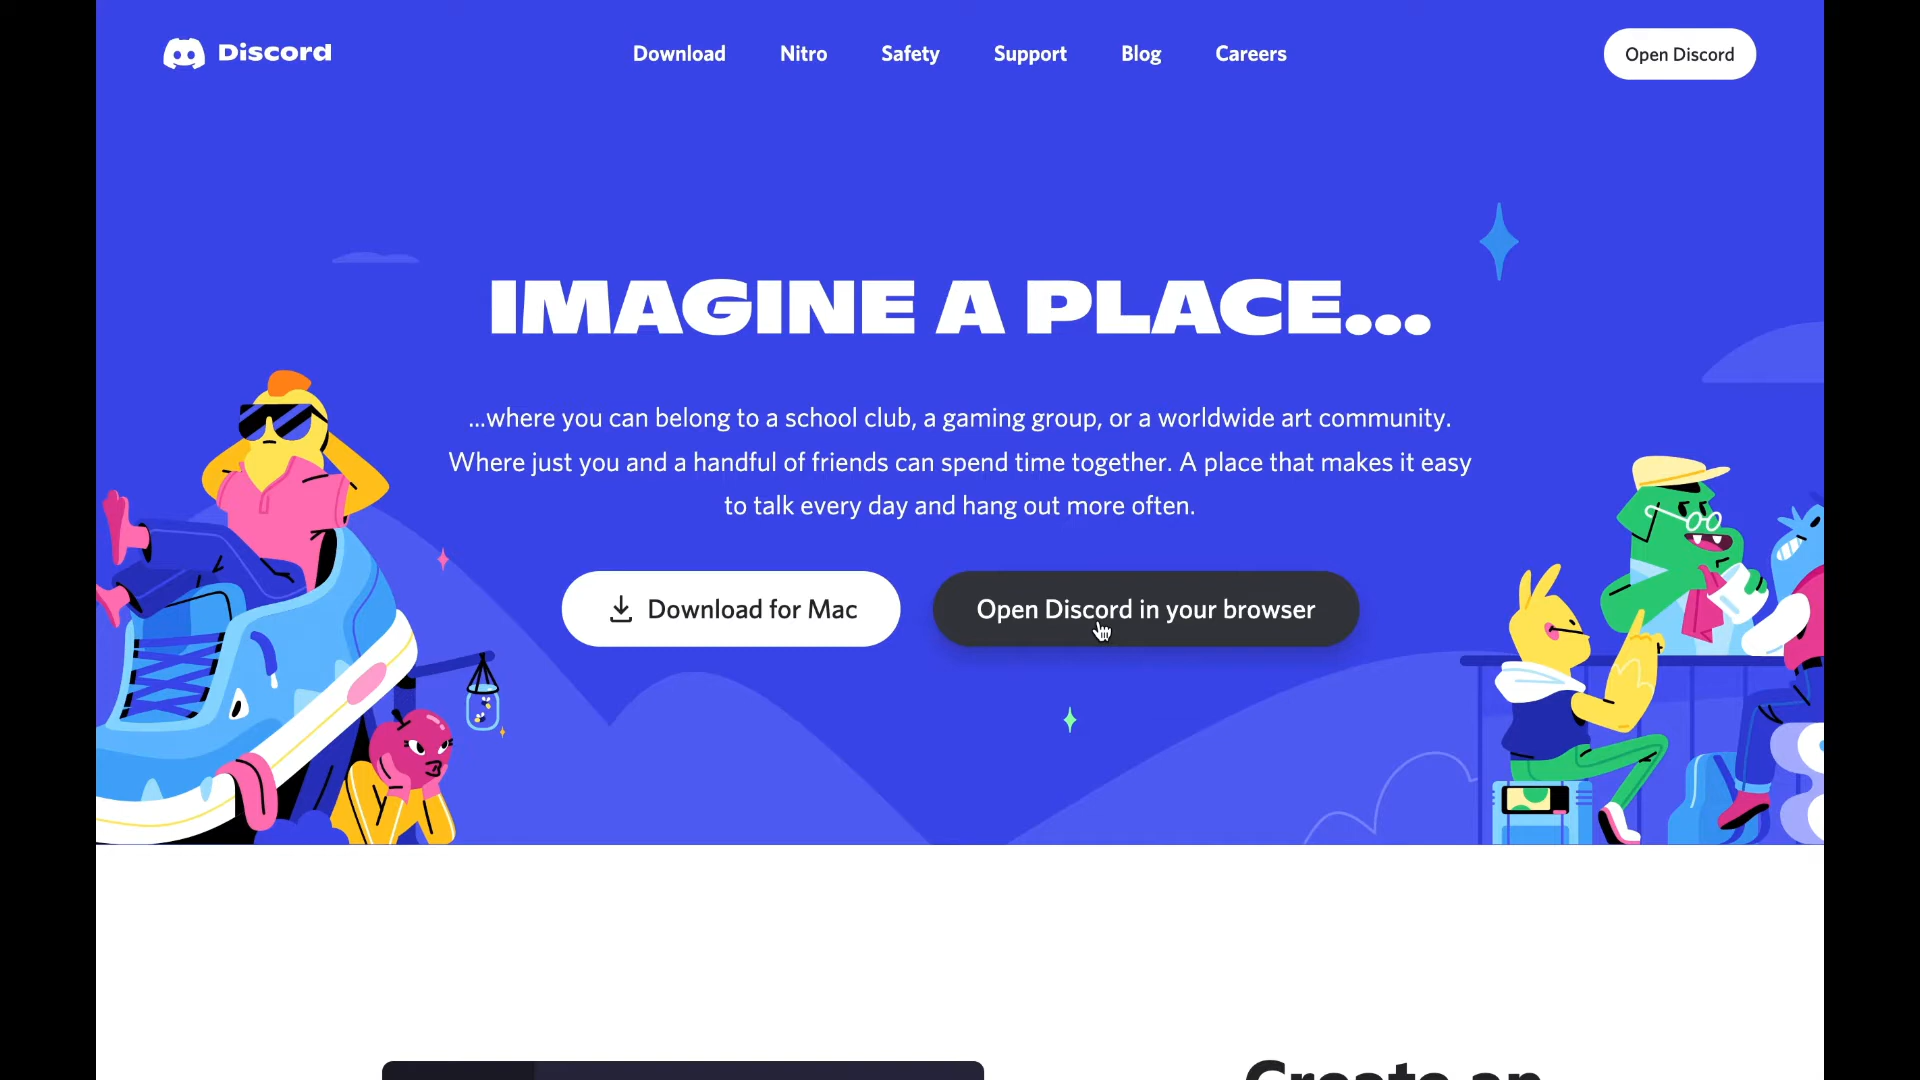 Discord
Download Nitro Safety Support Blog Careers
Open Discord
IMAGINE A PLACE...
...where you can belong to a school club, a gaming group, or a worldwide art community.
Where just you and a handful of friends can spend time together. A place that makes it easy
to talk every day and hang out more often.
Download for Mac
Open Discord in your browser
Create an